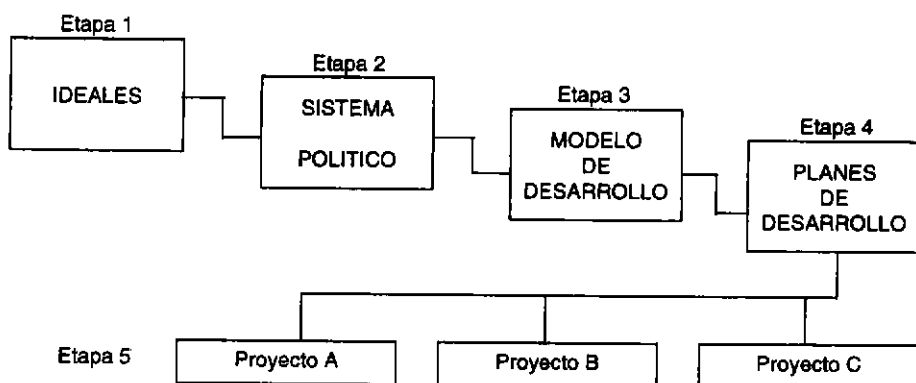 Etapa 1
IDEALES
Etapa 2
SISTEMA
POLITICO
Etapa 3
MODELO
DE
DESARROLLO
Etapa 4
PLANES
DE
DESARROLLO
Etapa 5
Proyecto A
Proyecto B
Proyecto C